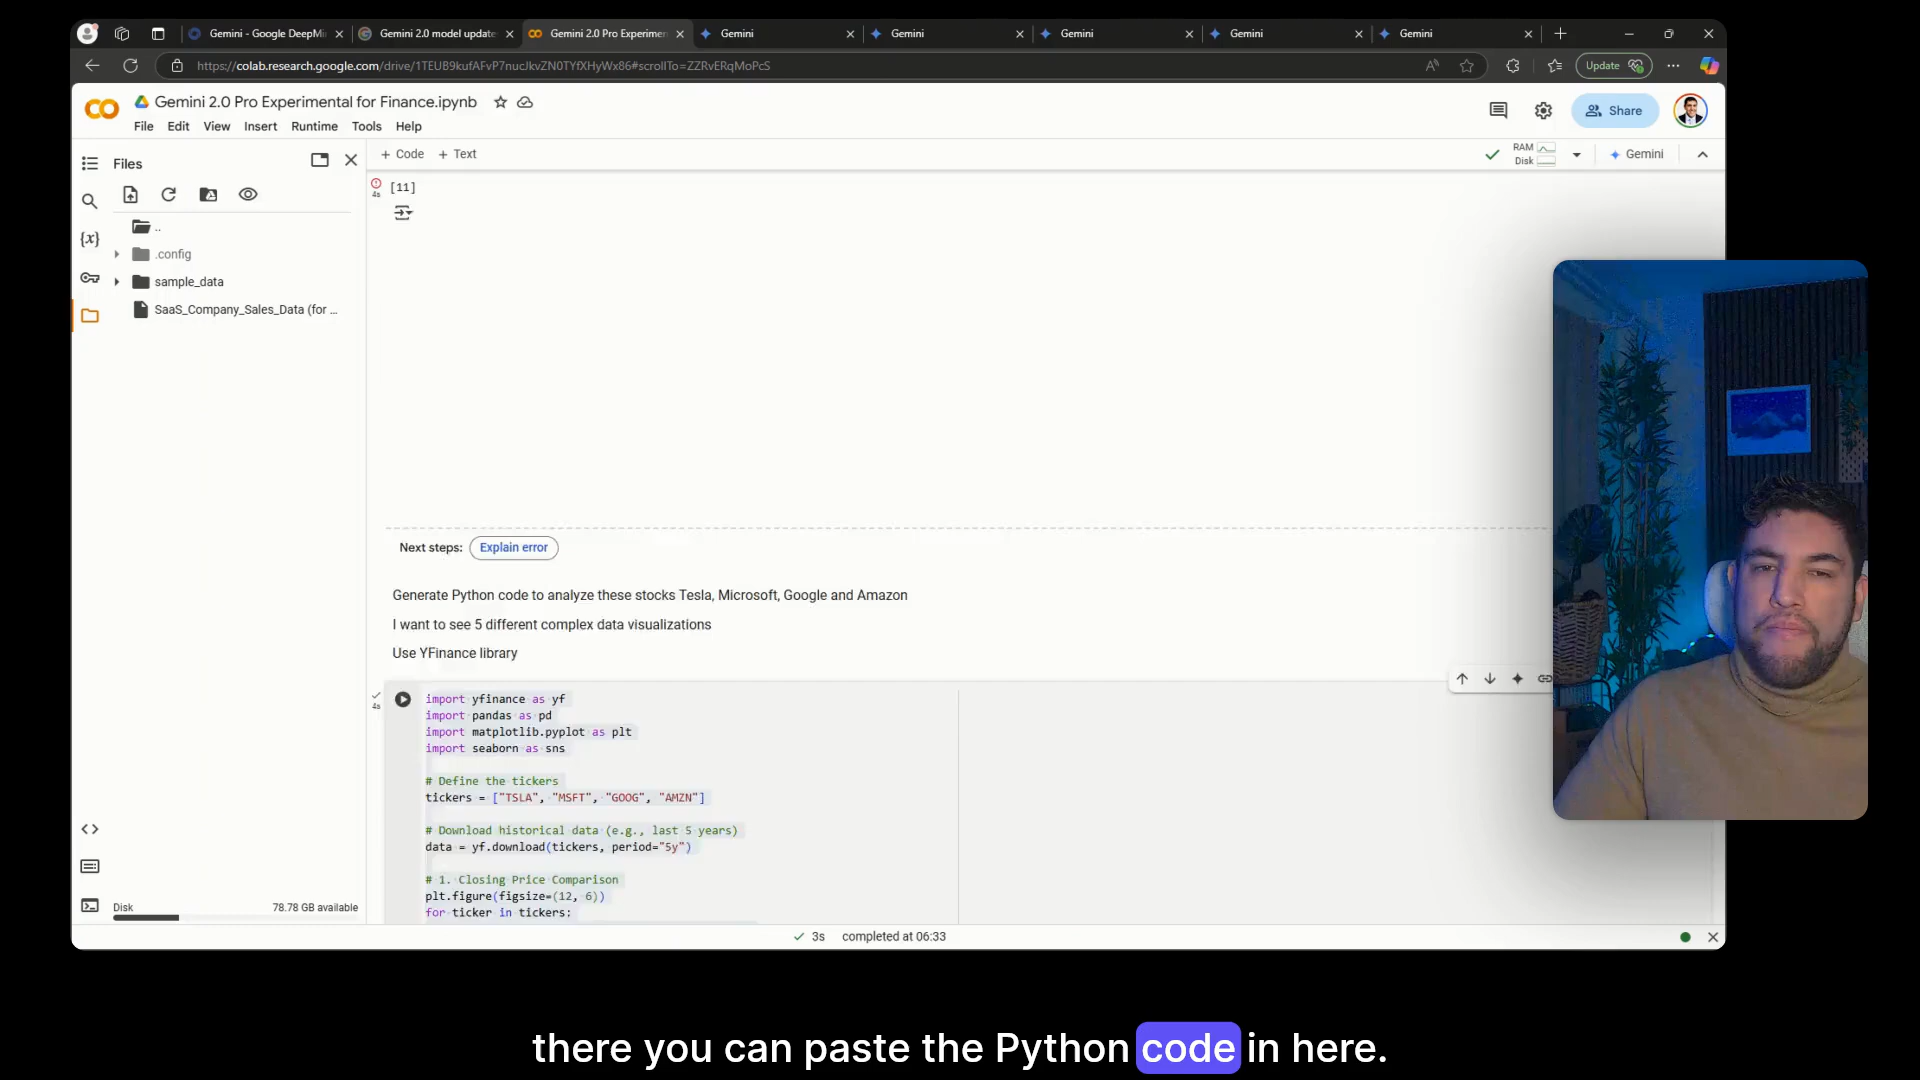 Gemini - Google DeepMi
Gemini 2.0 model update
Gemini 2.0 Pro Experimen
Gemini
Gemini
Gemini
Gemini
Gemini
https://colab.research.google.com/drive/1TEUB9kufAFvP7nucJkvZN0TYfXHyWx86#scrollTo=ZZRvERqMoPcS
Update
Gemini 2.0 Pro Experimental for Finance.ipynb
File Edit View Insert Runtime Tools Help
Share
Files
+ Code + Text
RAM
Disk
Gemini
..
.config
sample_data
SaaS_Company_Sales_Data (for ...
{x}
4s
[11]
Next steps: Explain error
Generate Python code to analyze these stocks Tesla, Microsoft, Google and Amazon
I want to see 5 different complex data visualizations
Use YFinance library
4s
import yfinance as yf
import pandas as pd
import matplotlib.pyplot as plt
import seaborn as sns
# Define the tickers
tickers = ["TSLA", "MSFT", "GOOG", "AMZN"]
# Download historical data (e.g., last 5 years)
data = yf.download(tickers, period="5y")
# 1. Closing Price Comparison
plt.figure(figsize=(12, 6))
for ticker in tickers:
Disk 78.78 GB available
3s completed at 06:33
there you can paste the Python code in here.